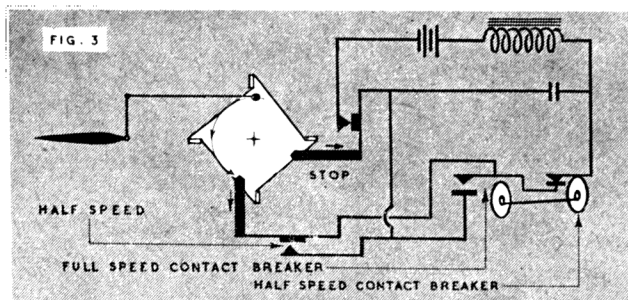 FIG. 3
STOP
HALF SPEED
FULL SPEED CONTACT BREAKER
HALF SPEED CONTACT BREAKER